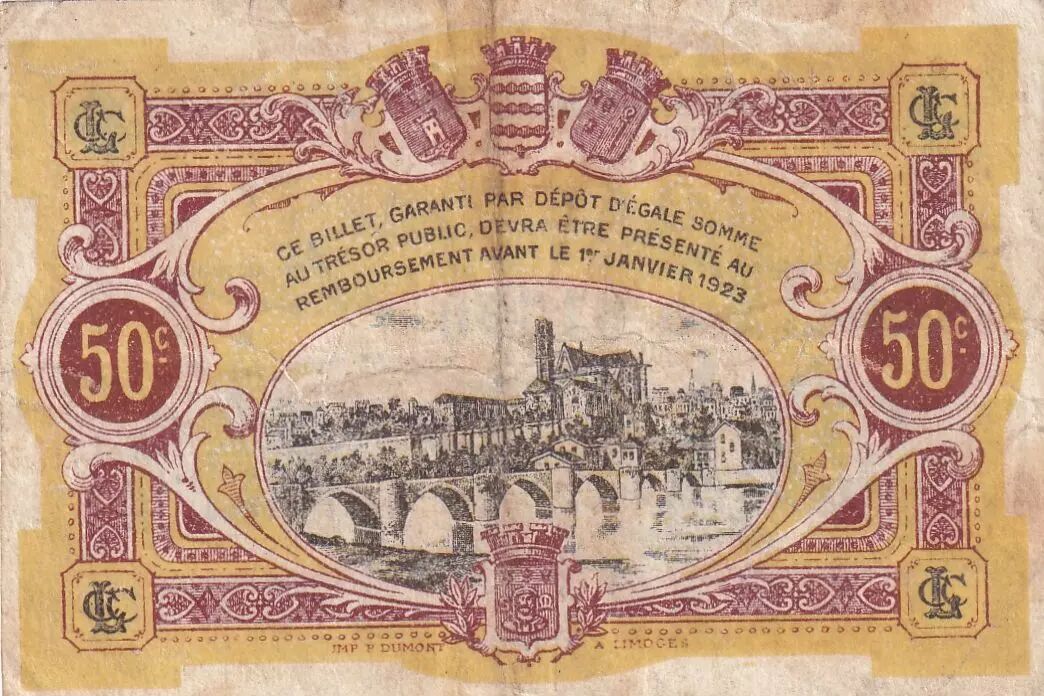 CE BILLET, GARANTI PAR DÉPÔT D'ÉGALE SOMME
AU TRÉSOR PUBLIC, DEVRA ÊTRE PRÉSENTÉ AU
REMBOURSEMENT AVANT LE 1er JANVIER 1923
50c.
50c.
IMP. P. DUMONT A LIMOGES